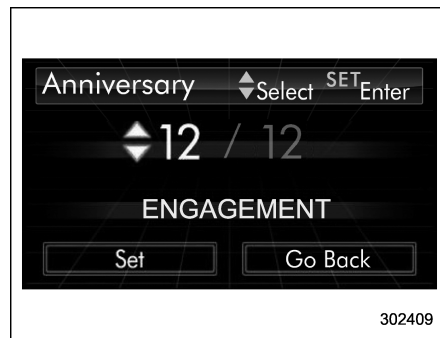 Anniversary Select SET Enter
12 / 12
ENGAGEMENT
Set Go Back
302409